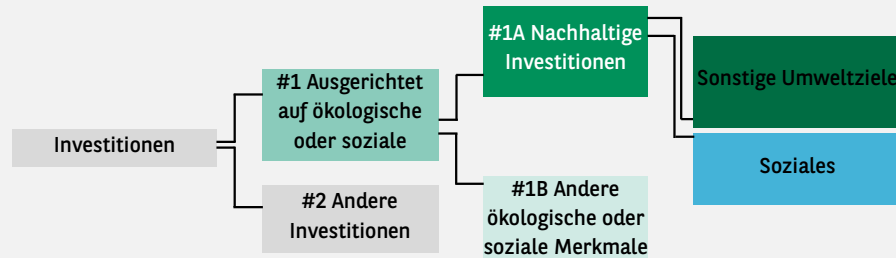 Investitionen
#1 Ausgerichtet
auf ökologische
oder soziale
#2 Andere
Investitionen
#1A Nachhaltige
Investitionen
#1B Andere
ökologische oder
soziale Merkmale
Sonstige Umweltziele
Soziales